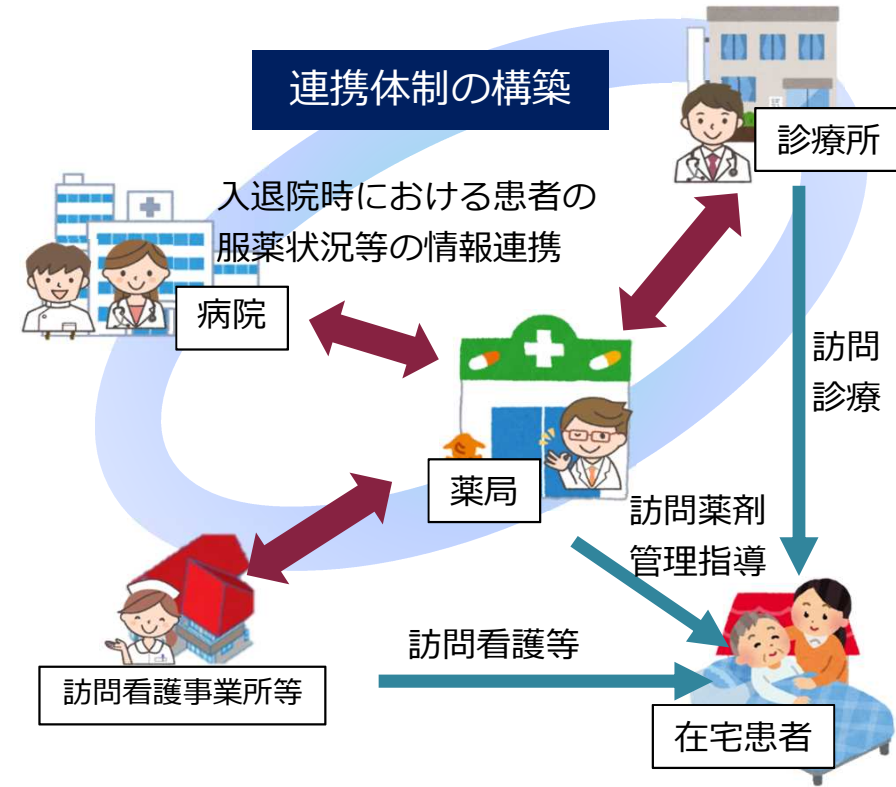 連携体制の構築
診療所
入退院時における患者の
服薬状況等の情報連携
病院
訪問
診療
薬局
訪問薬剤
管理指導
訪問看護等
訪問看護事業所等
在宅患者